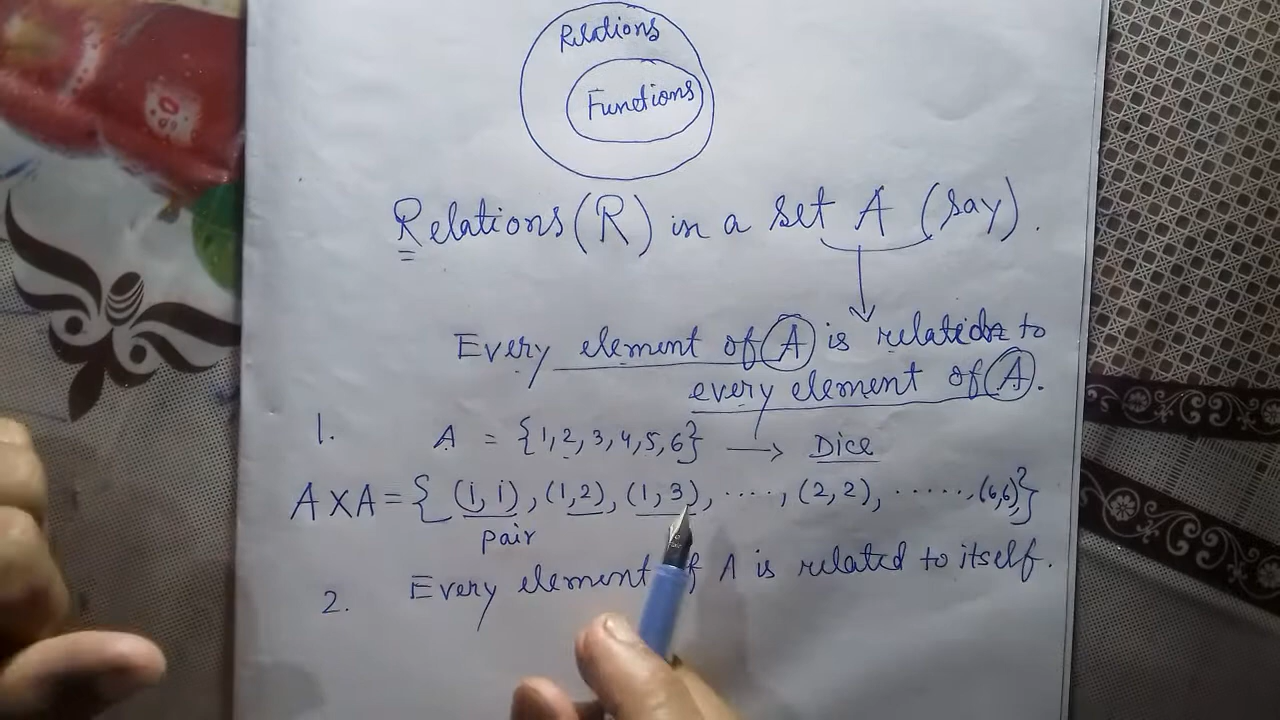 Relations
Functions
Relations (R) in a set A (say).
Every element of A is related to
every element of A.
1. A = {1,2,3,4,5,6} → Dice
A X A = { (1,1), (1,2), (1,3), ....., (2,2), ......, (6,6)}
pair
2. Every element of A is related to itself.